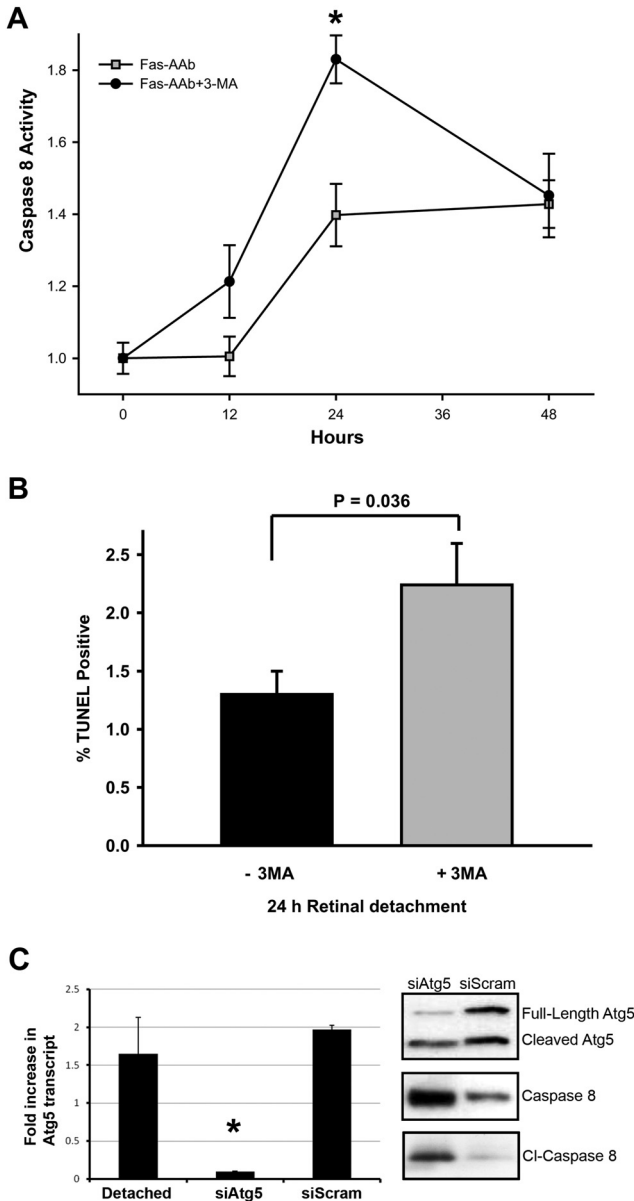 A
*
Fas-AAb
Fas-AAb+3-MA
Caspase 8 Activity
1.8
1.6
1.4
1.2
1.0
0 12 24 36 48
Hours
B
P = 0.036
% TUNEL Positive
2.5
2.0
1.5
1.0
0.5
0.0
- 3MA + 3MA
24 h Retinal detachment
C
Fold increase in
Atg5 transcript
2.5
2
1.5
1
0.5
0
*
Detached siAtg5 siScram
siAtg5 siScram
Full-Length Atg5
Cleaved Atg5
Caspase 8
Cl-Caspase 8